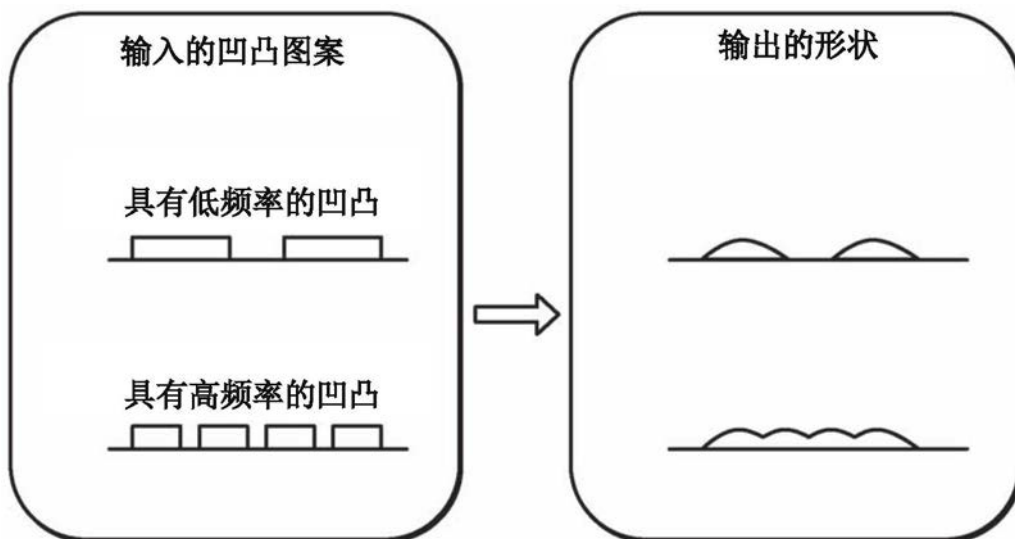 输入的凹凸图案
具有低频率的凹凸
具有高频率的凹凸
输出的形状